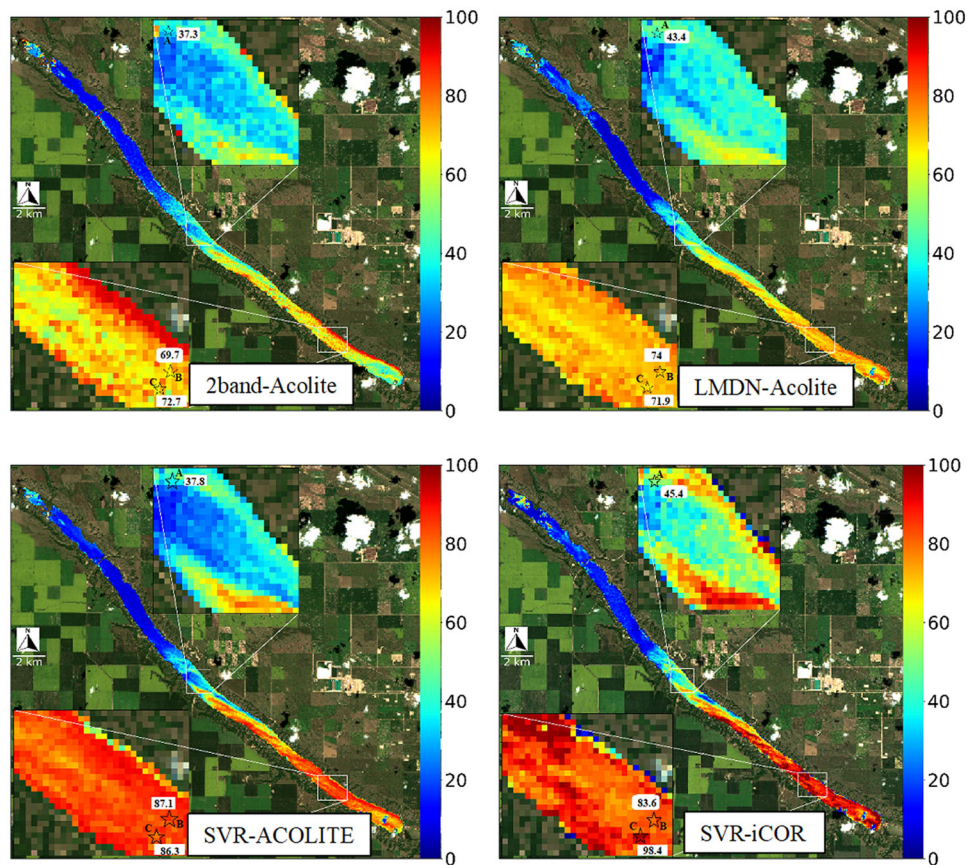 A
37.3
100
80
60
40
20
0
N
2 km
69.7
B
C
72.7
2band-Acolite
A
43.4
100
80
60
40
20
0
N
2 km
74
B
C
71.9
LMDN-Acolite
A
37.8
100
80
60
40
20
0
N
2 km
87.1
B
C
86.3
SVR-ACOLITE
A
45.4
100
80
60
40
20
0
N
2 km
83.6
B
C
98.4
SVR-iCOR